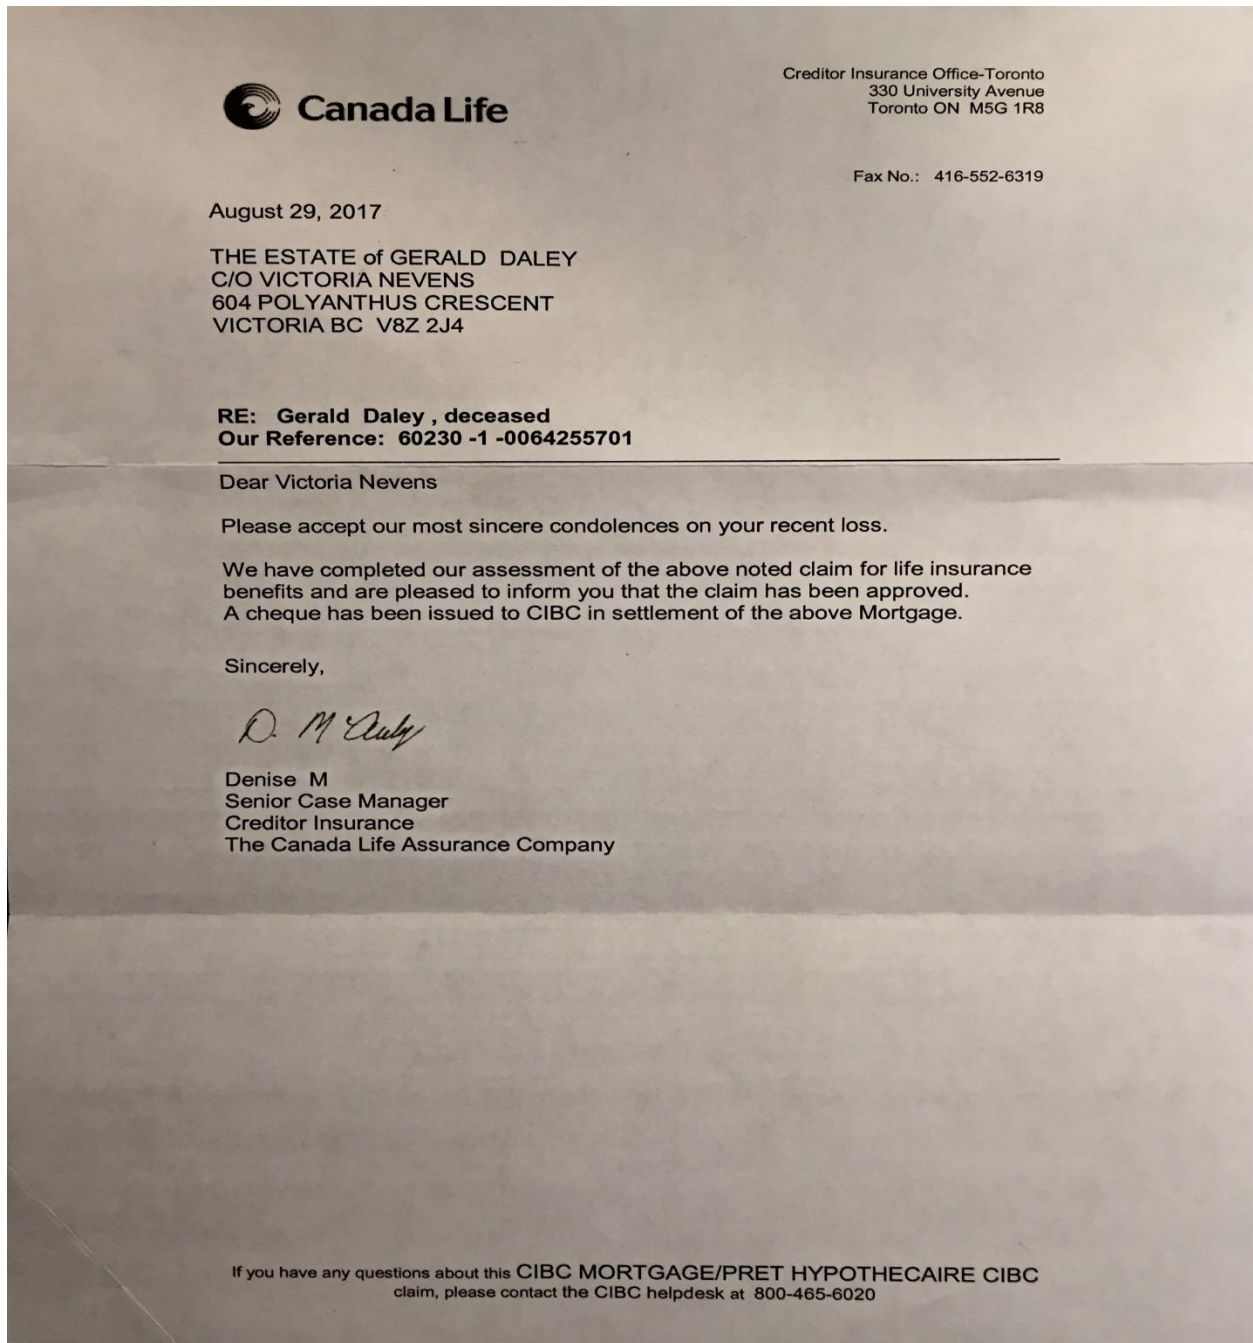 Canada Life
Creditor Insurance Office-Toronto
330 University Avenue
Toronto ON M5G 1R8
Fax No.: 416-552-6319
August 29, 2017
THE ESTATE of GERALD DALEY
C/O VICTORIA NEVENS
604 POLYANTHUS CRESCENT
VICTORIA BC V8Z 2J4
RE: Gerald Daley , deceased
Our Reference: 60230 -1 -0064255701
Dear Victoria Nevens
Please accept our most sincere condolences on your recent loss.
We have completed our assessment of the above noted claim for life insurance
benefits and are pleased to inform you that the claim has been approved.
A cheque has been issued to CIBC in settlement of the above Mortgage.
Sincerely,
D.
Denise M
Senior Case Manager
Creditor Insurance
The Canada Life Assurance Company
If you have any questions about this CIBC MORTGAGE/PRET HYPOTHECAIRE CIBC
claim, please contact the CIBC helpdesk at 800-465-6020